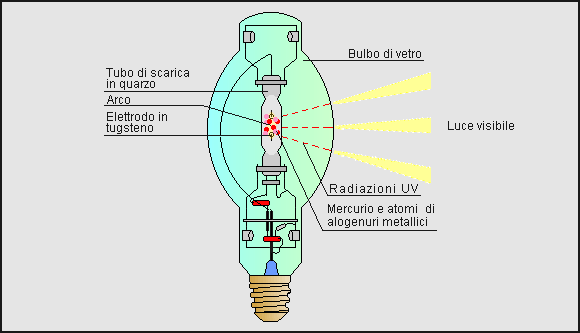 Bulbo di vetro
Tubo di scarica
in quarzo
Arco
Elettrodo in
tugsteno
Luce visibile
Radiazioni UV
Mercurio e atomi di
alogenuri metallici